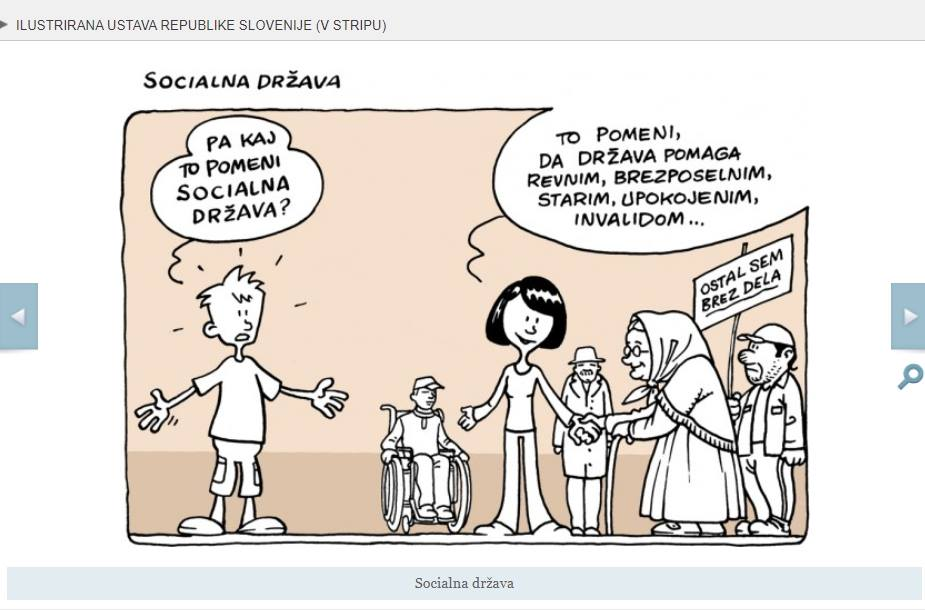 ILUSTRIRANA USTAVA REPUBLIKE SLOVENIJE (V STRIPU)
SOCIALNA DRŽAVA
PA KAJ
TO POMENI
SOCIALNA
DRŽAVA?
TO POMENI,
DA DRŽAVA POMAGA
REVNIM, BREZPOSELNIM,
STARIM, UPOKOJENIM,
INVALIDOM...
OSTAL SEM
BREZ DELA
Socialna država